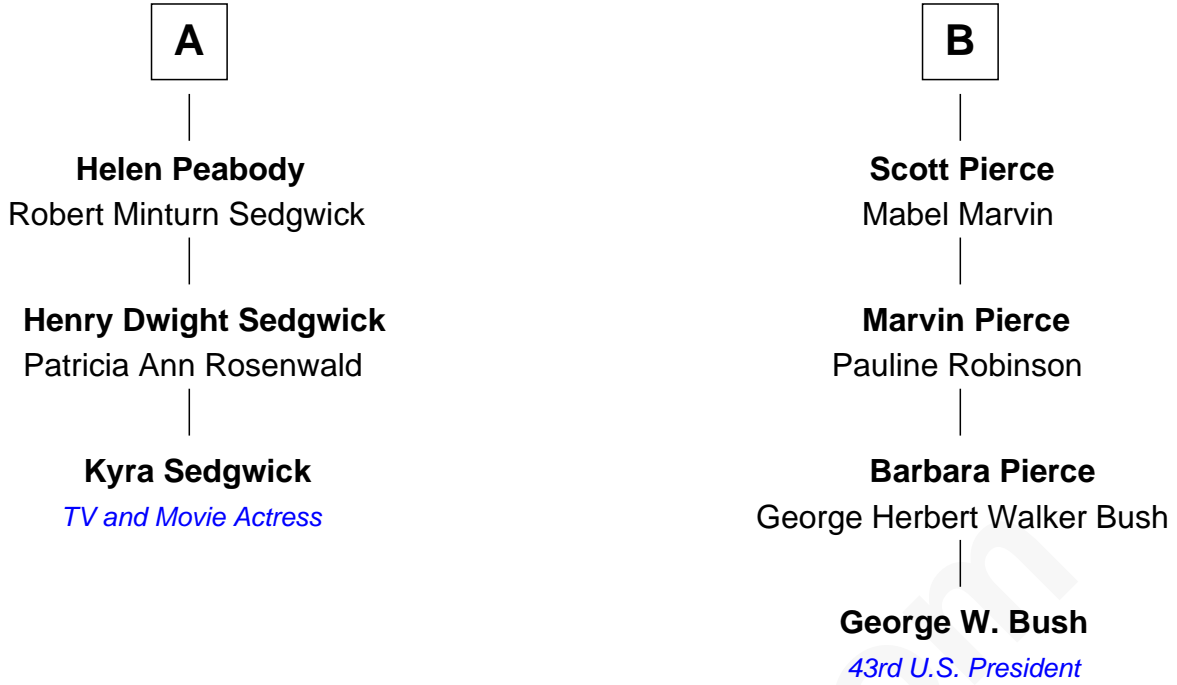 A
Helen Peabody
Robert Minturn Sedgwick
Henry Dwight Sedgwick
Patricia Ann Rosenwald
Kyra Sedgwick
TV and Movie Actress
B
Scott Pierce
Mabel Marvin
Marvin Pierce
Pauline Robinson
Barbara Pierce
George Herbert Walker Bush
George W. Bush
43rd U.S. President